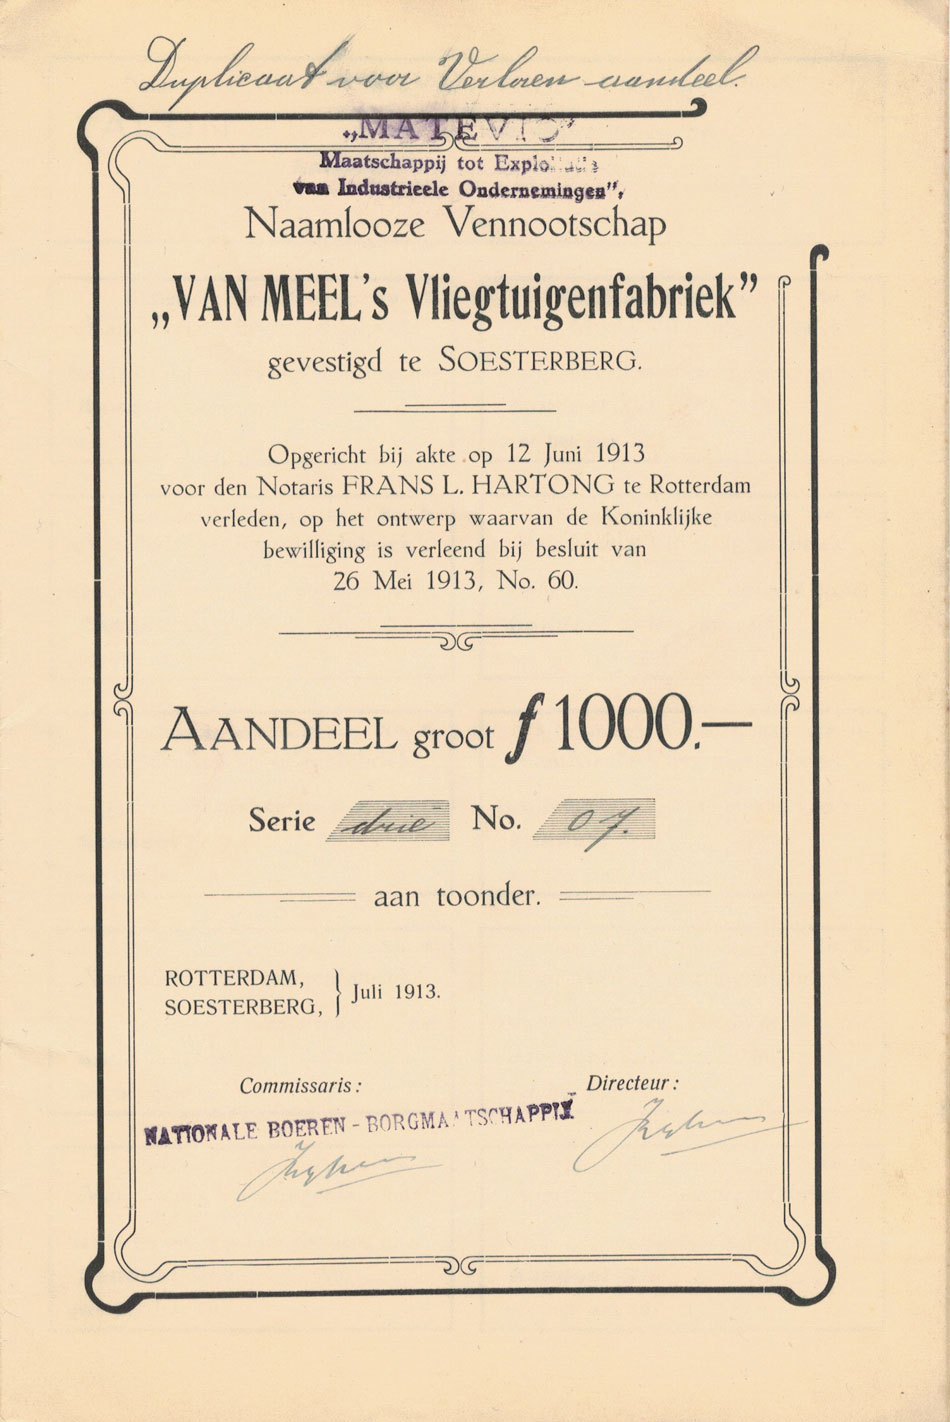 Duplicaat voor Verloren aandeel.
„MATEVIO"
Maatschappij tot Exploitatie
van Industrieele Ondernemingen",
Naamlooze Vennootschap
„VAN MEEL's Vliegtuigenfabriek”
gevestigd te SOESTERBERG.
Opgericht bij akte op 12 Juni 1913
voor den Notaris FRANS L. HARTONG te Rotterdam
verleden, op het ontwerp waarvan de Koninklijke
bewilliging is verleend bij besluit van
26 Mei 1913, No. 60.
AANDEEL groot ƒ 1000.—
Serie drie No. 07.
aan toonder.
ROTTERDAM,
SOESTERBERG, } Juli 1913.
Commissaris: Directeur:
NATIONALE BOEREN-BORGMAATSCHAPPIJ